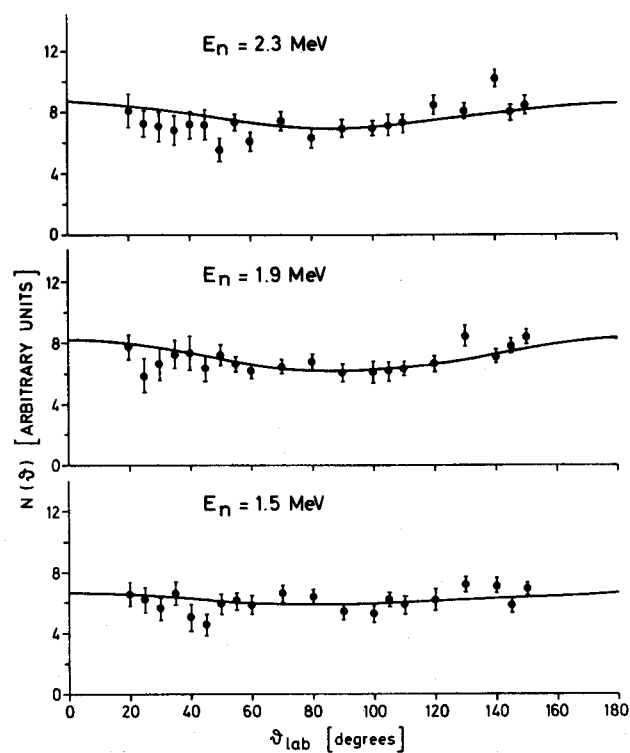 E_n = 2.3 MeV
12
8
4
0
E_n = 1.9 MeV
12
8
4
0
N(ϑ) [ARBITRARY UNITS]
E_n = 1.5 MeV
12
8
4
0
0 20 40 60 80 100 120 140 160 180
ϑ_lab [degrees]